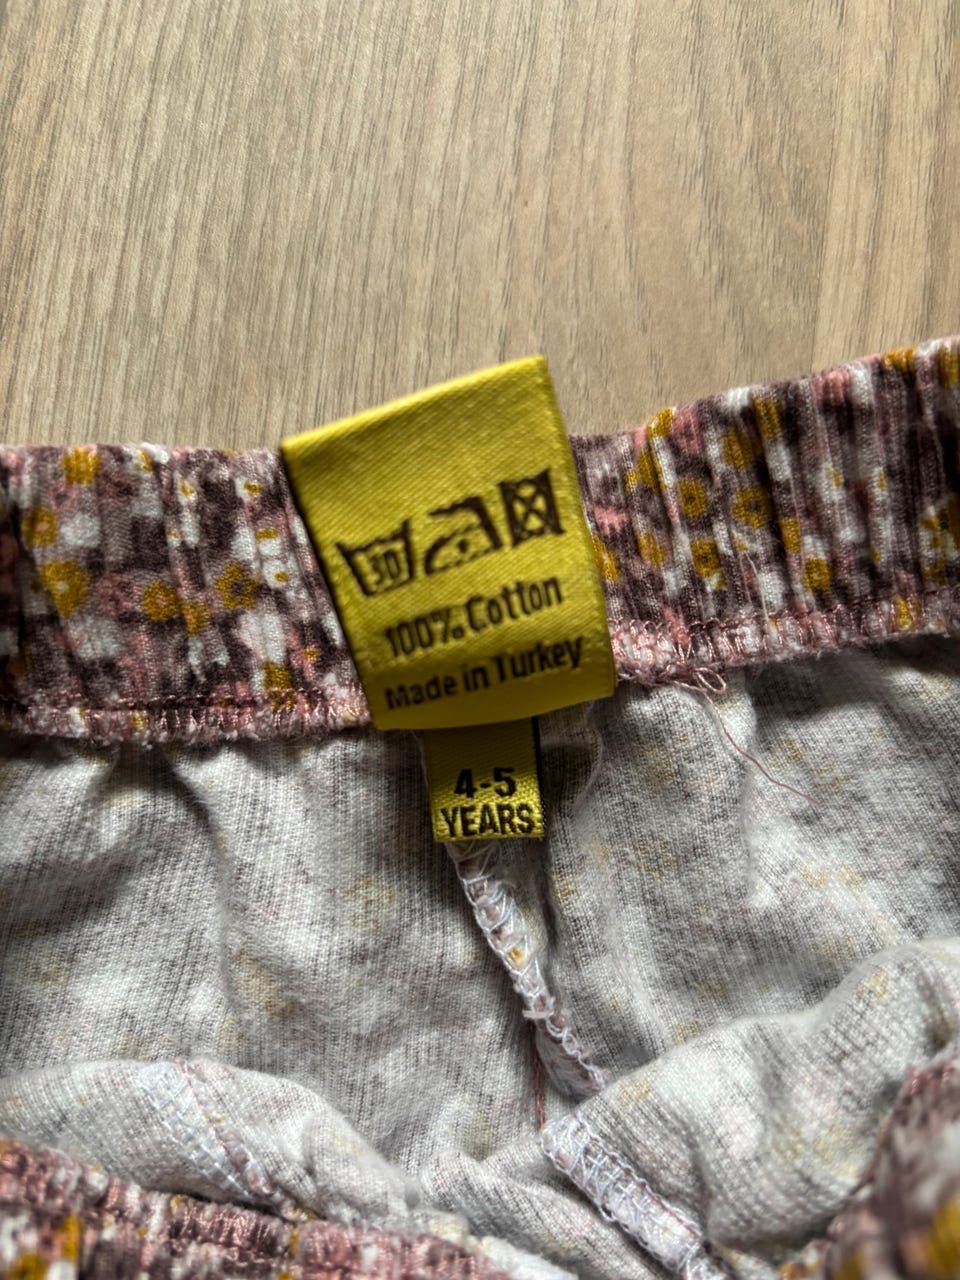 30
100% Cotton
Made in Turkey
4-5
YEARS